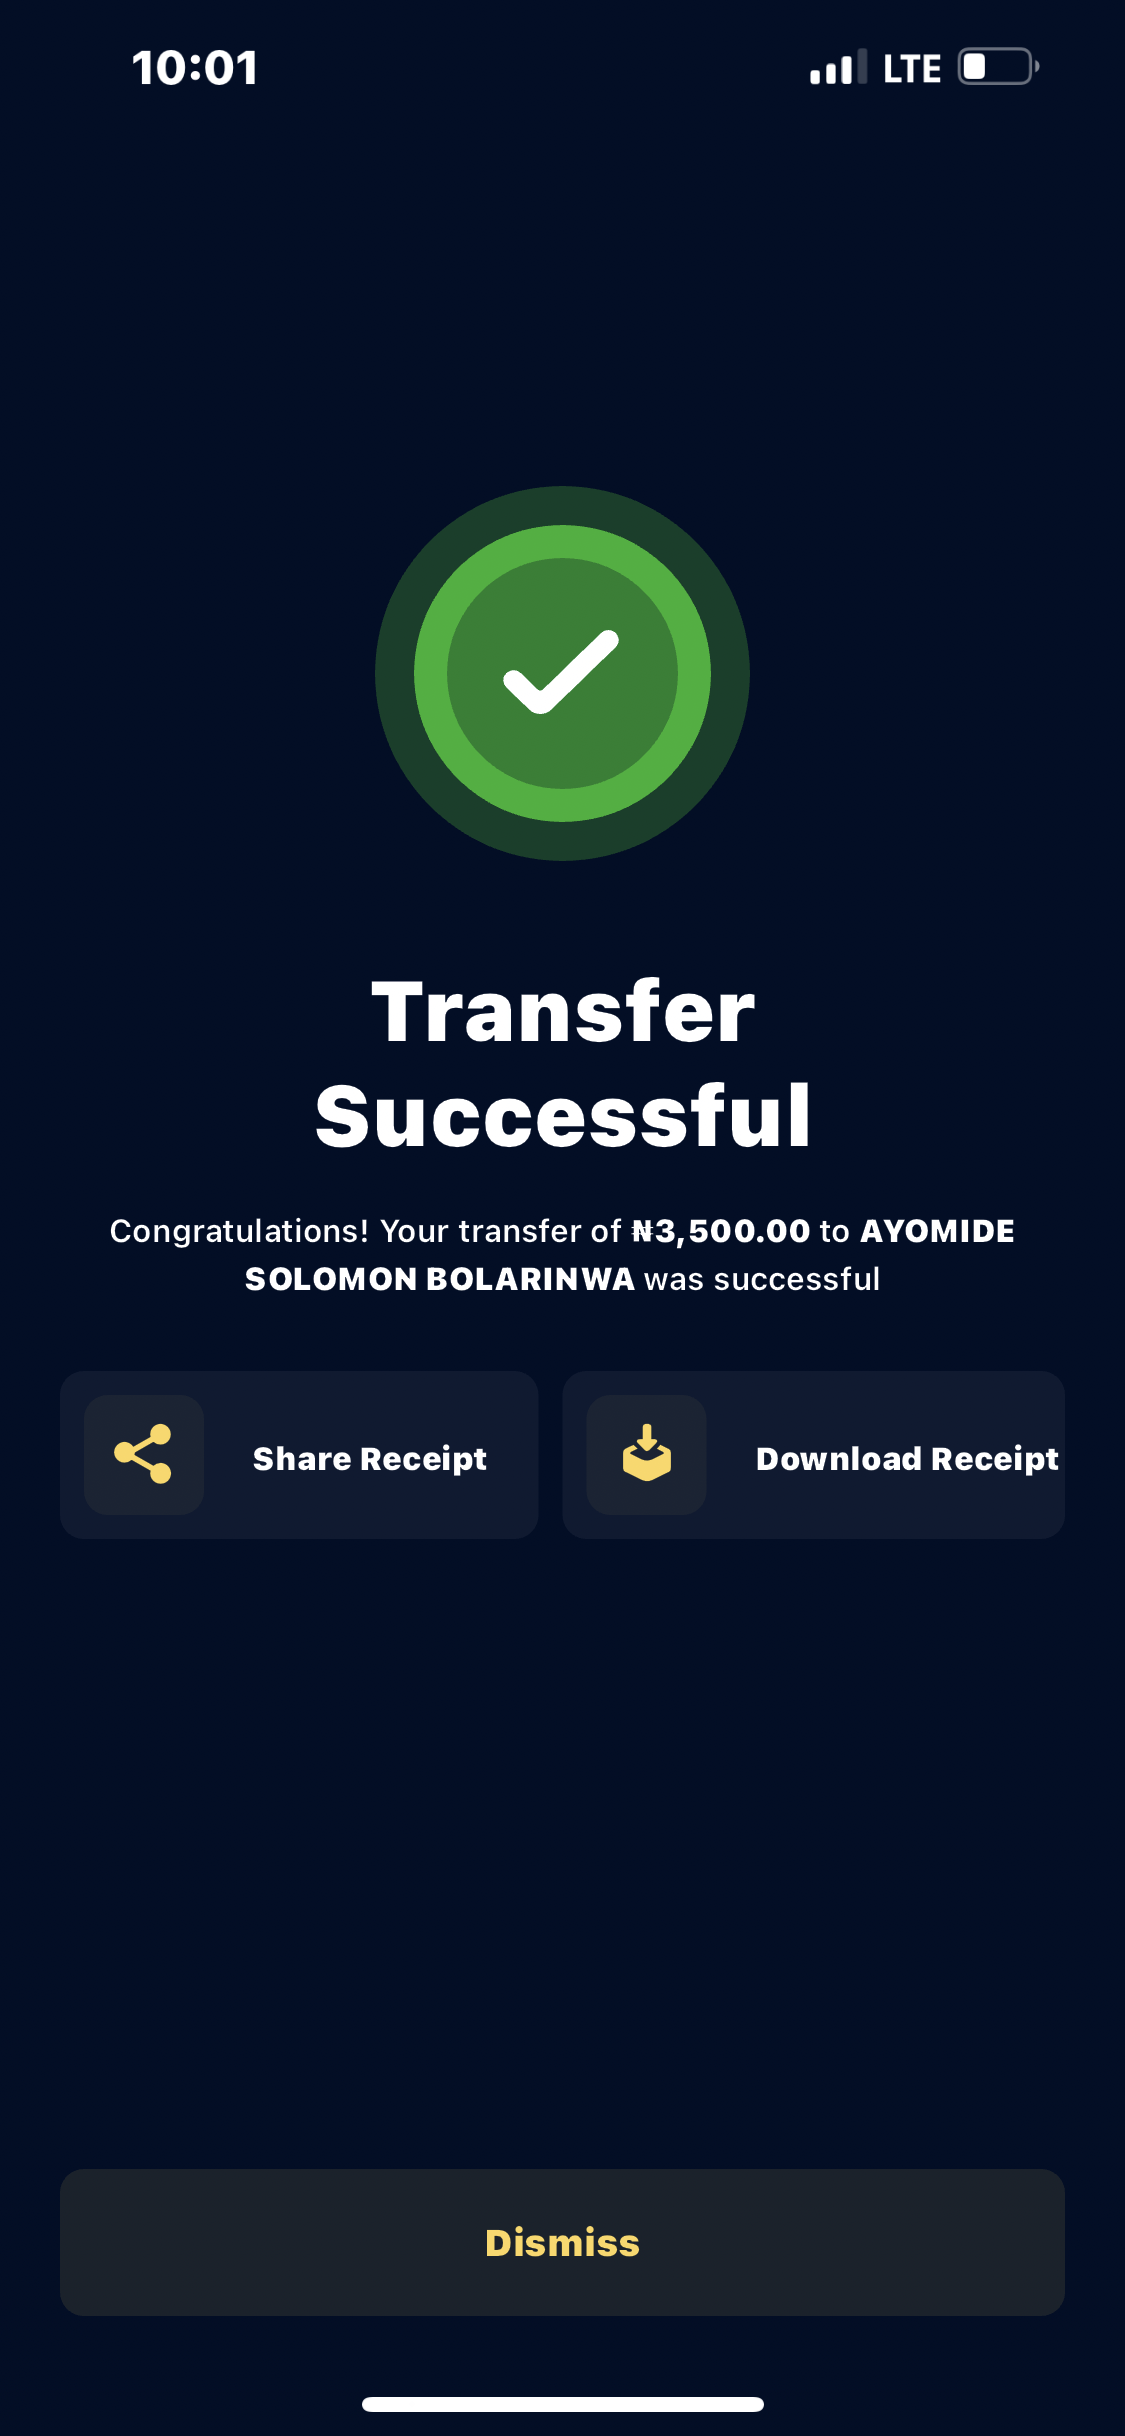 10:01
LTE
Transfer
Successful
Congratulations! Your transfer of ₦3,500.00 to AYOMIDE
SOLOMON BOLARINWA was successful
Share Receipt
Download Receipt
Dismiss